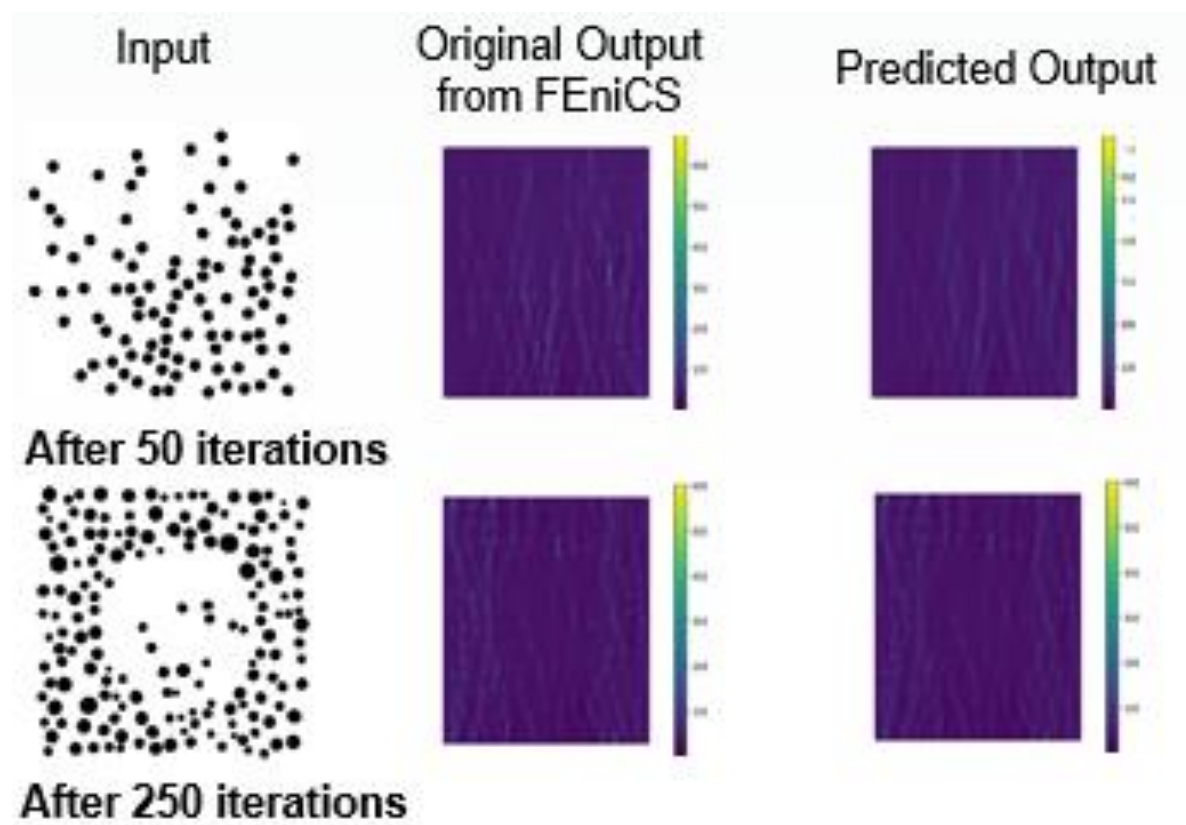 Input
Original Output
from FEniCS
Predicted Output
After 50 iterations
After 250 iterations